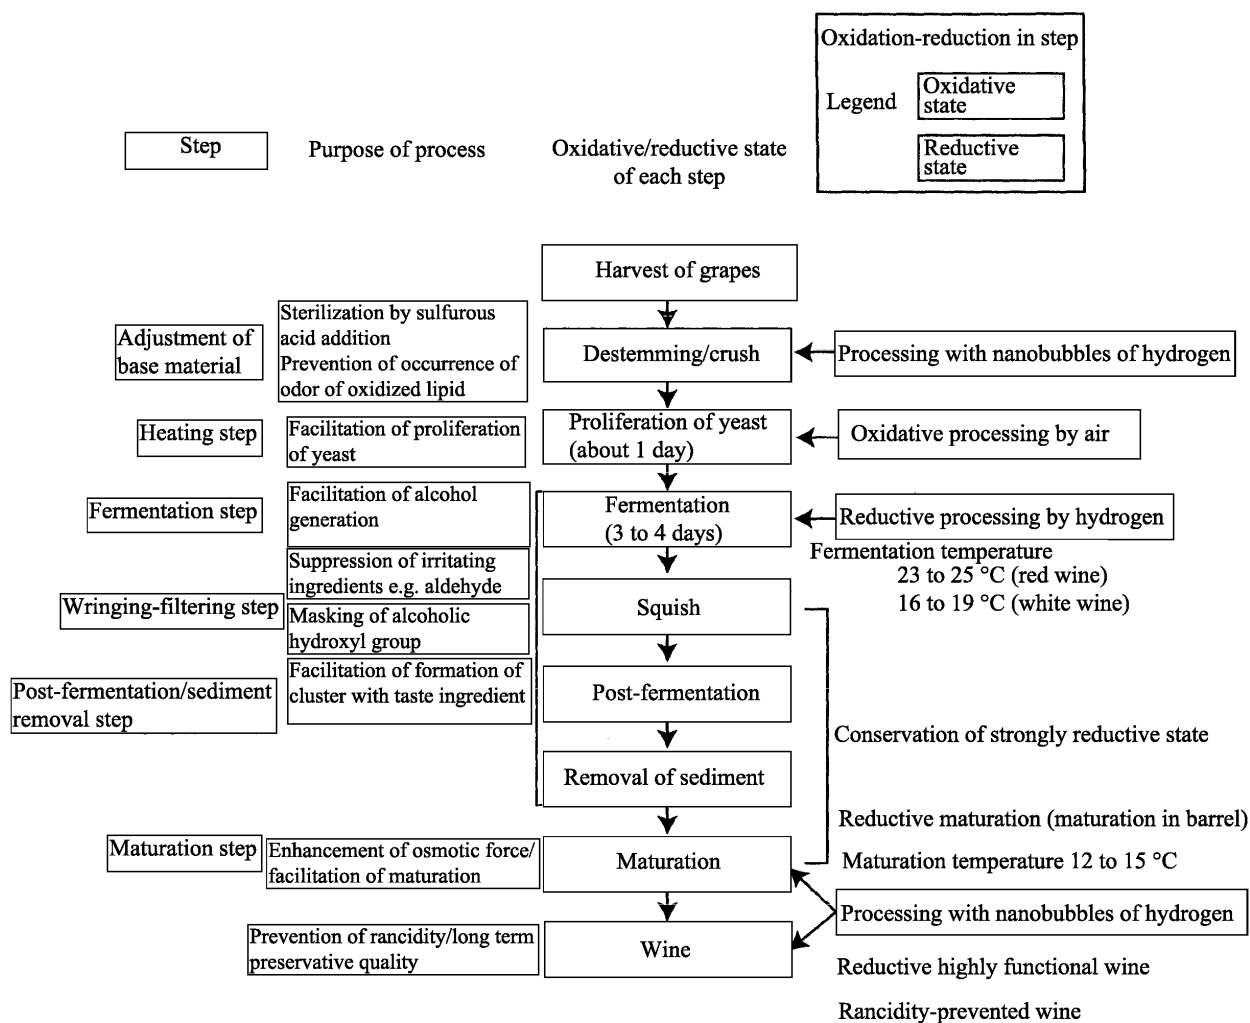 Oxidation-reduction in step
Legend
Oxidative
state
Reductive
state
Step
Purpose of process
Oxidative/reductive state
of each step
Harvest of grapes
Adjustment of
base material
Sterilization by sulfurous
acid addition
Prevention of occurrence of
odor of oxidized lipid
Destemming/crush
Processing with nanobubbles of hydrogen
Heating step
Facilitation of proliferation
of yeast
Proliferation of yeast
(about 1 day)
Oxidative processing by air
Fermentation step
Facilitation of alcohol
generation
Fermentation
(3 to 4 days)
Reductive processing by hydrogen
Fermentation temperature
23 to 25 °C (red wine)
16 to 19 °C (white wine)
Suppression of irritating
ingredients e.g. aldehyde
Wringing-filtering step
Masking of alcoholic
hydroxyl group
Squish
Post-fermentation/sediment
removal step
Facilitation of formation of
cluster with taste ingredient
Post-fermentation
Conservation of strongly reductive state
Removal of sediment
Reductive maturation (maturation in barrel)
Maturation step
Enhancement of osmotic force/
facilitation of maturation
Maturation
Maturation temperature 12 to 15 °C
Processing with nanobubbles of hydrogen
Prevention of rancidity/long term
preservative quality
Wine
Reductive highly functional wine
Rancidity-prevented wine